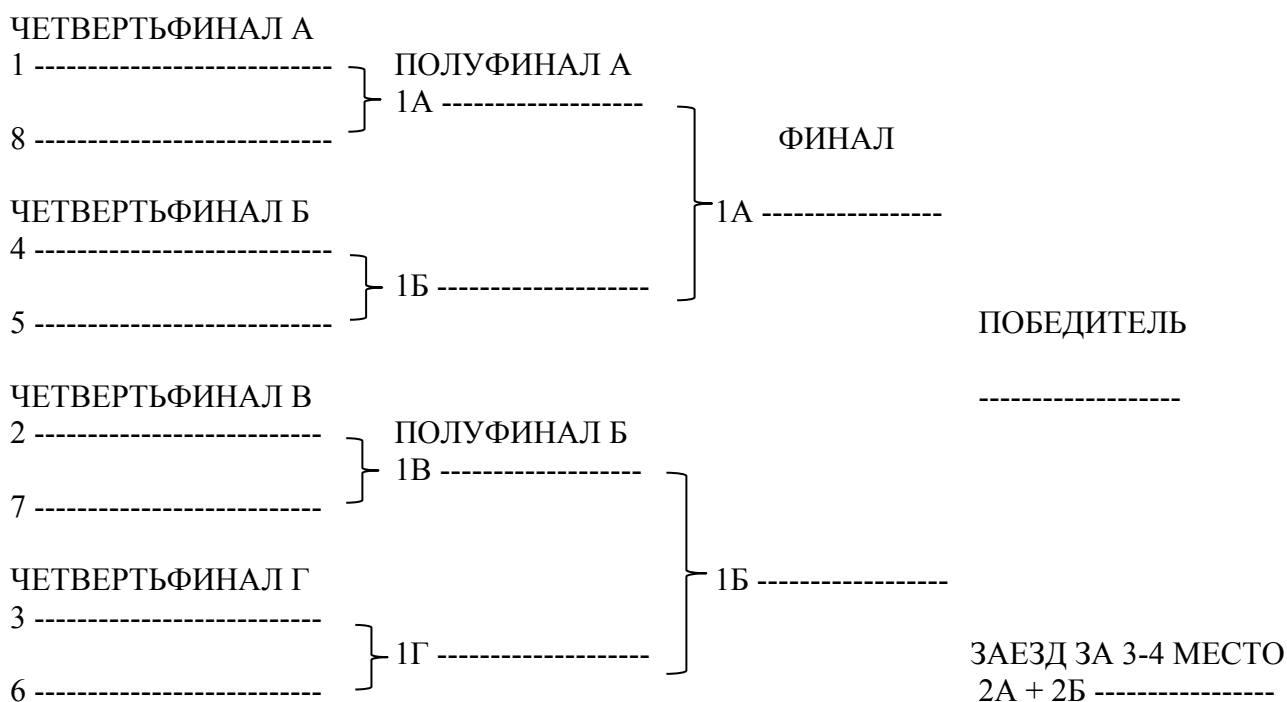 ЧЕТВЕРТЬФИНАЛ А
1 ----------------------------
ПОЛУФИНАЛ А
1А -------------------
8 ----------------------------
ФИНАЛ
ЧЕТВЕРТЬФИНАЛ Б
1А -----------------
4 ----------------------------
1Б --------------------
5 ----------------------------
ПОБЕДИТЕЛЬ
ЧЕТВЕРТЬФИНАЛ В
-------------------
2 ---------------------------
ПОЛУФИНАЛ Б
1В -------------------
7 ---------------------------
ЧЕТВЕРТЬФИНАЛ Г
1Б ------------------
3 ---------------------------
1Г --------------------
ЗАЕЗД ЗА 3-4 МЕСТО
6 ---------------------------
2А + 2Б -----------------